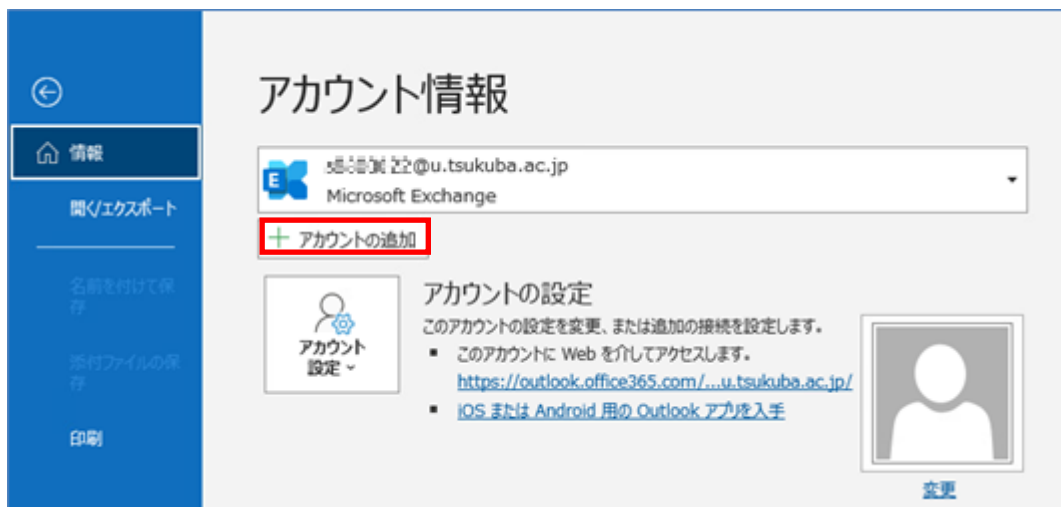 アカウント情報
情報
@u.tsukuba.ac.jp
Microsoft Exchange
開く/エクスポート
アカウントの追加
名前を付けて保
存
添付ファイルの保
存
印刷
アカウント
設定
アカウントの設定
このアカウントの設定を変更、または追加の接続を設定します。
このアカウントに Web を介してアクセスします。
https://outlook.office365.com/...u.tsukuba.ac.jp/
iOS または Android 用の Outlook アプリを入手
変更